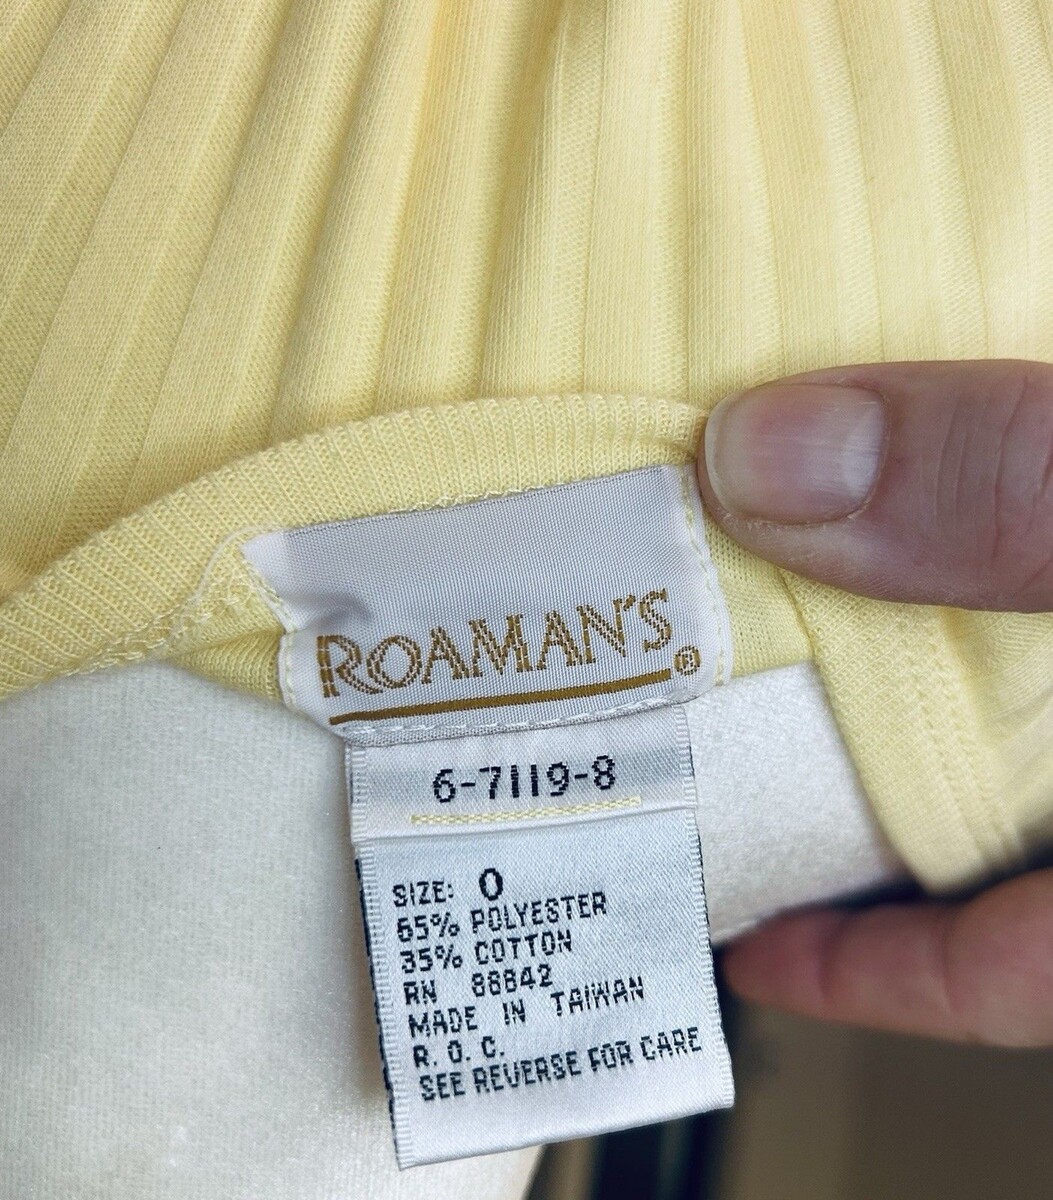 ROAMAN'S®
6-7119-8
SIZE: O
65% POLYESTER
35% COTTON
RN 88842
MADE IN TAIWAN
R. O. C.
SEE REVERSE FOR CARE